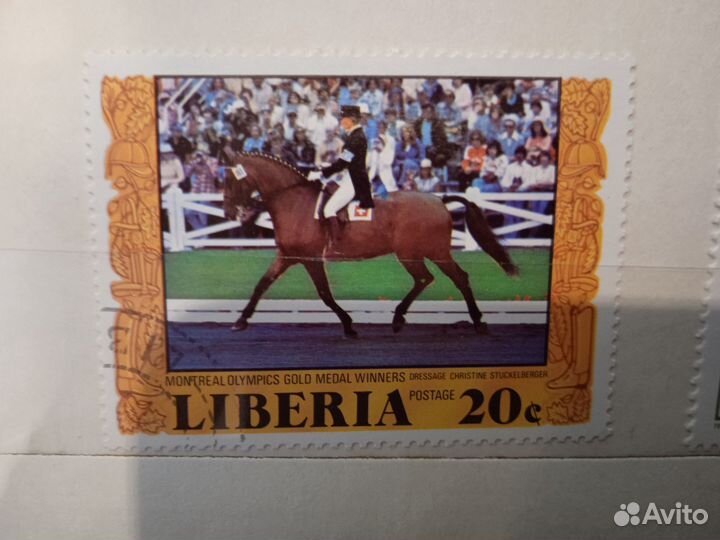 MONTREAL OLYMPICS GOLD MEDAL WINNERS DRESSAGE CHRISTINE STUCKELBERGER
LIBERIA POSTAGE 20c
Avito